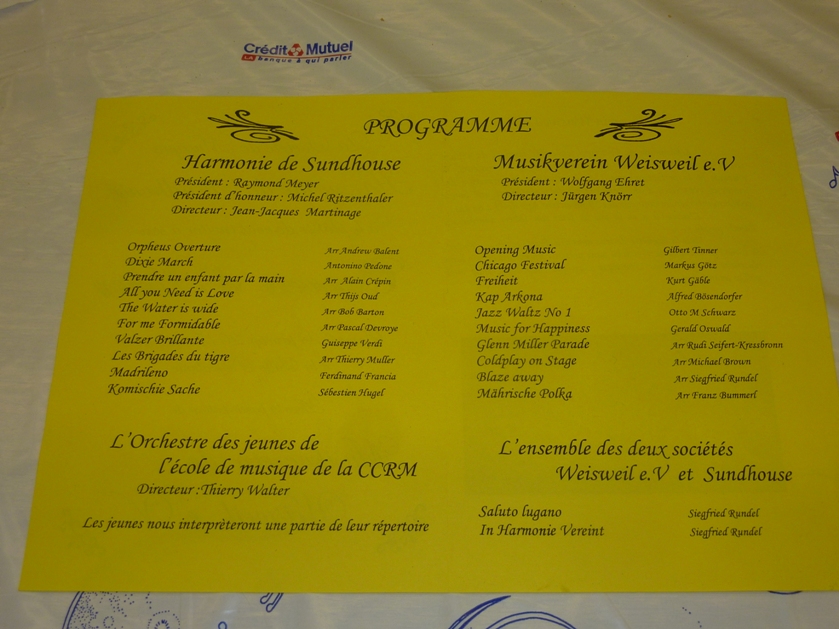 Crédit Mutuel
LA banque à qui parler
PROGRAMME
Harmonie de Sundhouse
Président : Raymond Meyer
Président d'honneur : Michel Ritzenthaler
Directeur : Jean-Jacques Martinage
Orpheus Overture Arr Andrew Balent
Dixie March Antonino Pedone
Prendre un enfant par la main Arr Alain Crépin
All you Need is Love Arr Thijs Oud
The Water is wide Arr Bob Barton
For me Formidable Arr Pascal Devroye
Valzer Brillante Guiseppe Verdi
Les Brigades du tigre Arr Thierry Muller
Madrileno Ferdinand Francia
Komischie Sache Sébestien Hugel
L'Orchestre des jeunes de
l'école de musique de la CCRM
Directeur :Thierry Walter
Les jeunes nous interprèteront une partie de leur répertoire
Musikverein Weisweil e.V
Président : Wolfgang Ehret
Directeur : Jürgen Knörr
Opening Music Gilbert Tinner
Chicago Festival Markus Götz
Freiheit Kurt Gäble
Kap Arkona Alfred Bösendorfer
Jazz Waltz No 1 Otto M Schwarz
Music for Happiness Gerald Oswald
Glenn Miller Parade Arr Rudi Seifert-Kressbronn
Coldplay on Stage Arr Michael Brown
Blaze away Arr Siegfried Rundel
Mährische Polka Arr Franz Bummerl
L'ensemble des deux sociétés
Weisweil e.V et Sundhouse
Saluto lugano Siegfried Rundel
In Harmonie Vereint Siegfried Rundel